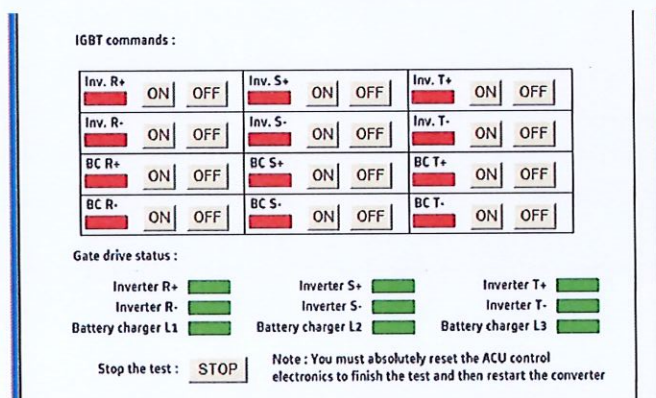 IGBT commands :
Inv. R+ ON OFF Inv. S+ ON OFF Inv. T+ ON OFF
Inv. R- ON OFF Inv. S- ON OFF Inv. T- ON OFF
BC R+ ON OFF BC S+ ON OFF BC T+ ON OFF
BC R- ON OFF BC S- ON OFF BC T- ON OFF
Gate drive status :
Inverter R+ Inverter S+ Inverter T+
Inverter R- Inverter S- Inverter T-
Battery charger L1 Battery charger L2 Battery charger L3
Stop the test : STOP Note : You must absolutely reset the ACU control
electronics to finish the test and then restart the converter